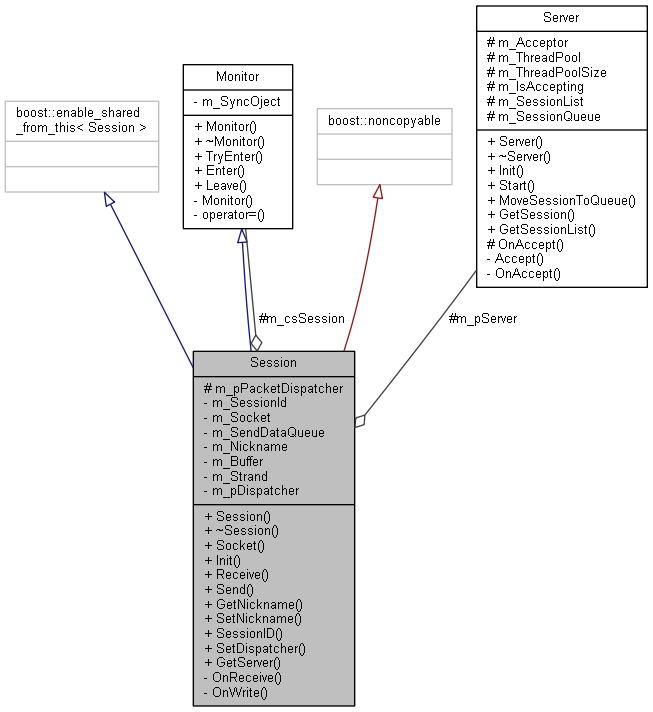 Server
# m_Acceptor
# m_ThreadPool
# m_ThreadPoolSize
# m_IsAccepting
# m_SessionList
# m_SessionQueue
+ Server()
+ ~Server()
+ Init()
+ Start()
+ MoveSessionToQueue()
+ GetSession()
+ GetSessionList()
# OnAccept()
- Accept()
- OnAccept()
Monitor
- m_SyncOject
+ Monitor()
+ ~Monitor()
+ TryEnter()
+ Enter()
+ Leave()
- Monitor()
- operator=()
boost::enable_shared
_from_this< Session >
boost::noncopyable
#m_csSession
#m_pServer
Session
# m_pPacketDispatcher
- m_SessionId
- m_Socket
- m_SendDataQueue
- m_Nickname
- m_Buffer
- m_Strand
- m_pDispatcher
+ Session()
+ ~Session()
+ Socket()
+ Init()
+ Receive()
+ Send()
+ GetNickname()
+ SetNickname()
+ SessionID()
+ SetDispatcher()
+ GetServer()
- OnReceive()
- OnWrite()